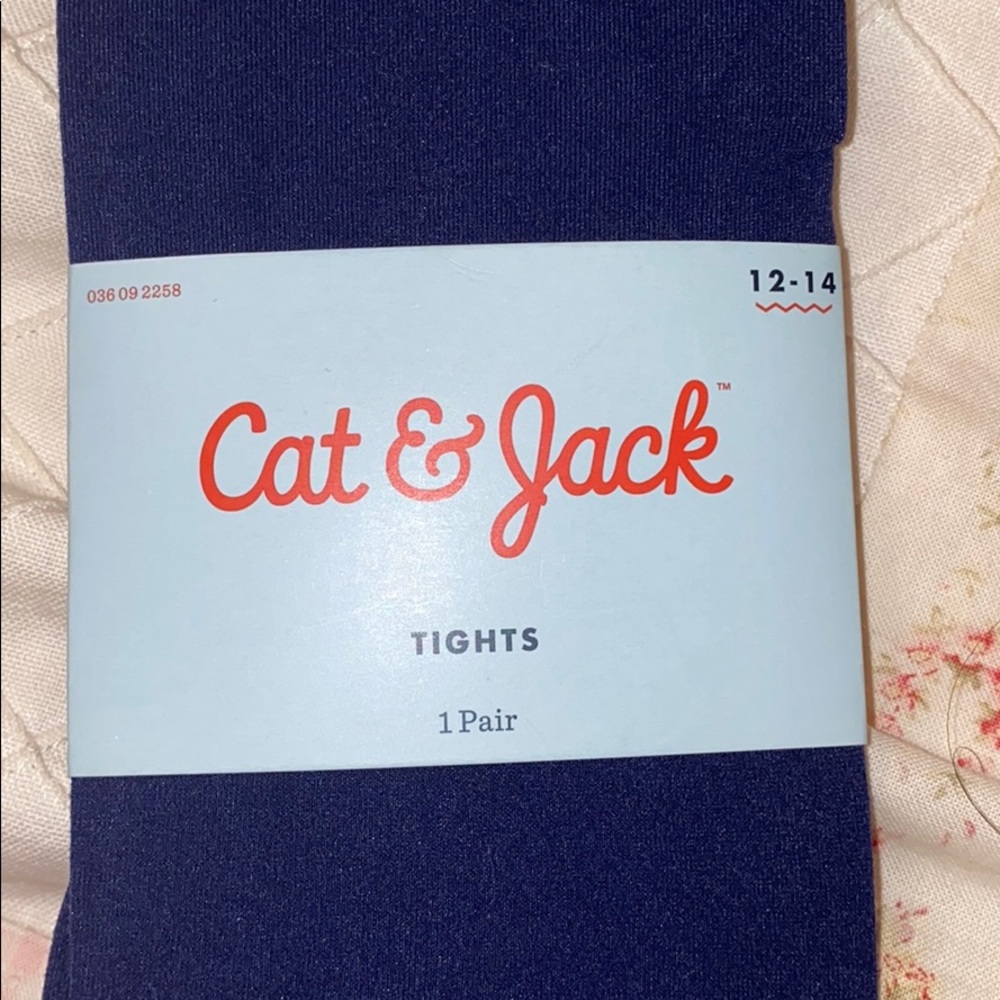 036 09 2258
12-14
Cat & Jack™
TIGHTS
1 Pair